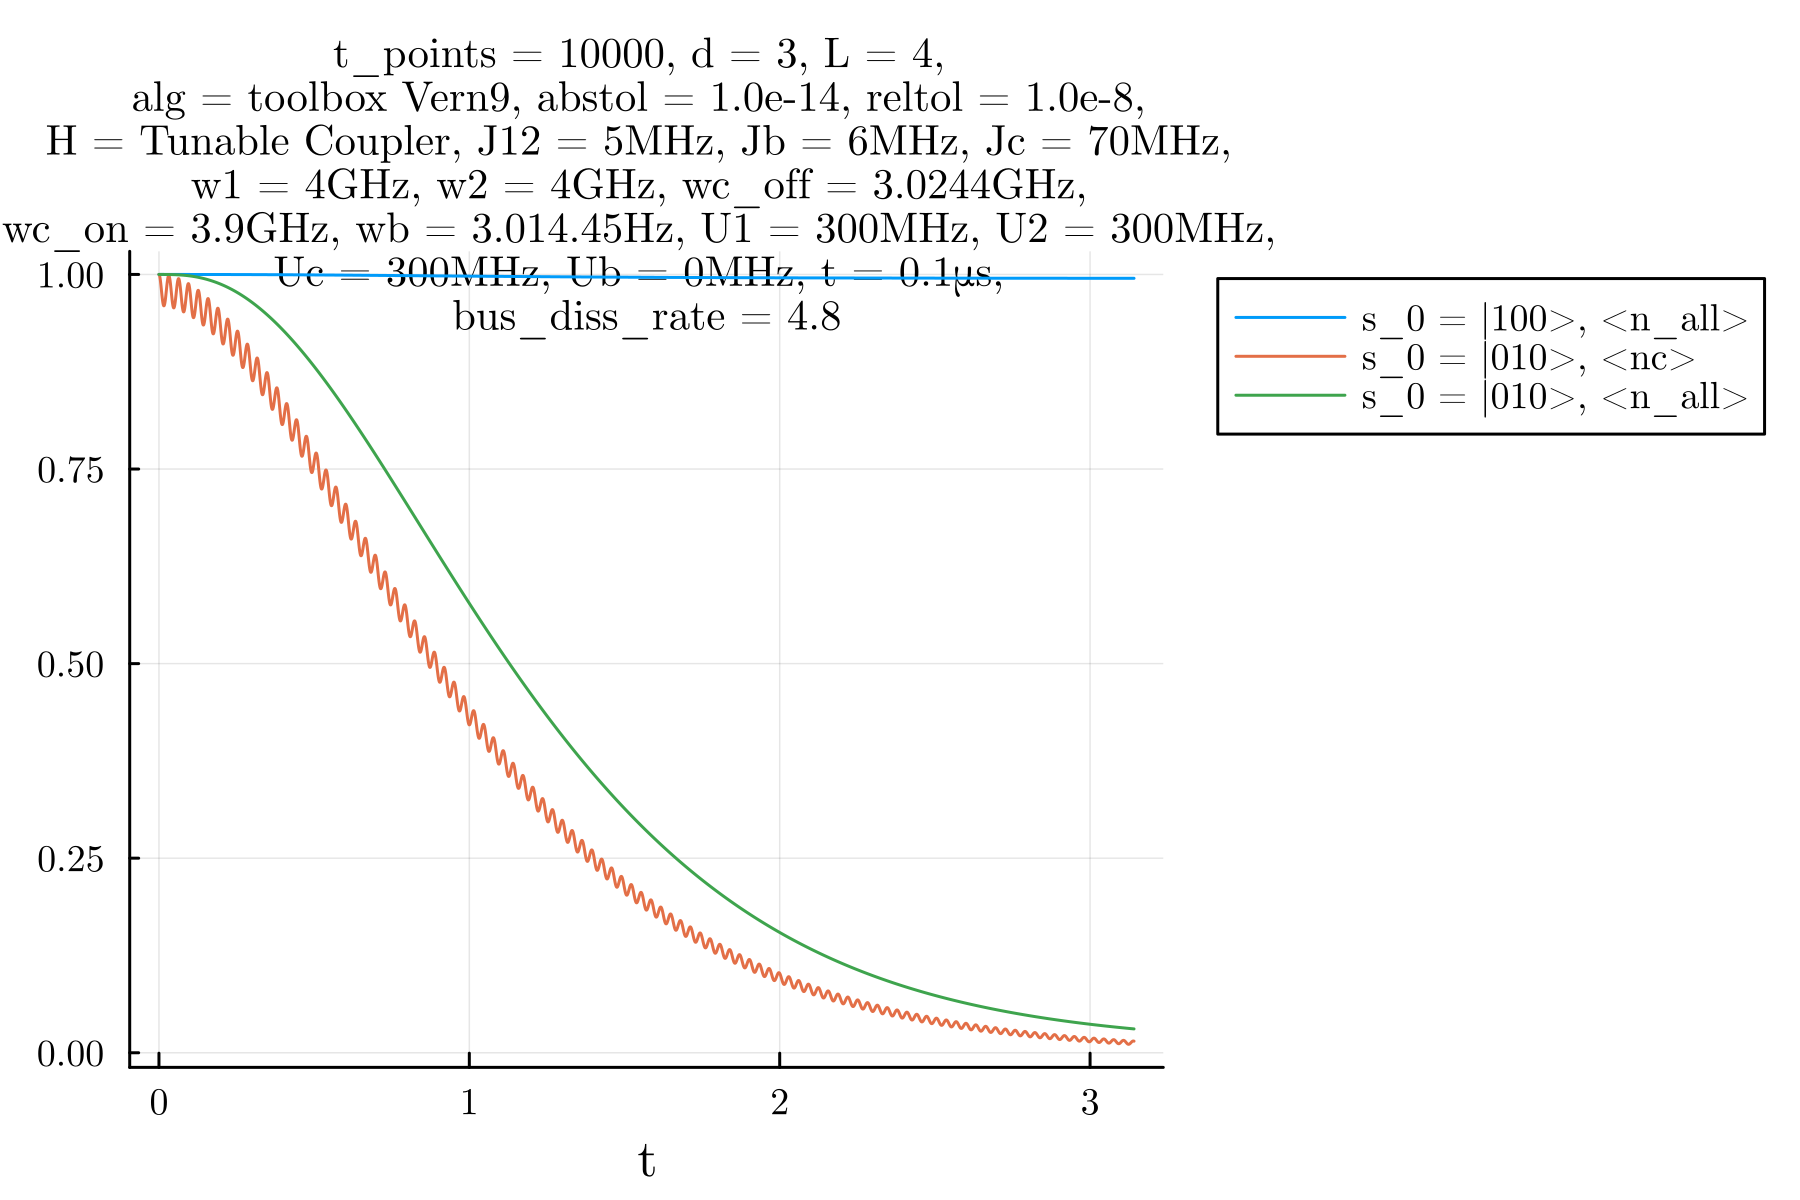 t_points = 10000, d = 3, L = 4,
alg = toolbox Vern9, abstol = 1.0e-14, reltol = 1.0e-8,
H = Tunable Coupler, J12 = 5MHz, Jb = 6MHz, Jc = 70MHz,
w1 = 4GHz, w2 = 4GHz, wc_off = 3.0244GHz,
wc_on = 3.9GHz, wb = 3.014.45Hz, U1 = 300MHz, U2 = 300MHz,
Uc = 300MHz, Ub = 0MHz, t = 0.1μs,
bus_diss_rate = 4.8
s_0 = |100>, <n_all>
s_0 = |010>, <nc>
s_0 = |010>, <n_all>
1.00
0.75
0.50
0.25
0.00
0 1 2 3
t